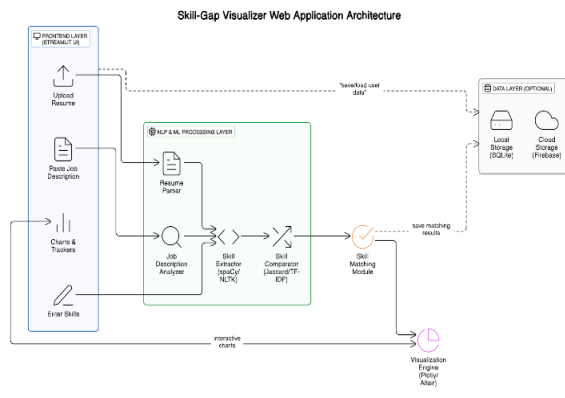 Skill-Gap Visualizer Web Application Architecture
FRONTEND LAYER
(STREAMLIT UI)
Upload
Resume
Paste Job
Description
Charts &
Trackers
Enter Skills
NLP & ML PROCESSING LAYER
Resume
Parser
Job
Description
Analyzer
Skill
Extractor
(spaCy/
NLTK)
Skill
Comparator
(Jaccard/TF-
IDF)
Skill
Matching
Module
"save/load user
data"
DATA LAYER (OPTIONAL)
Local
Storage
(SQLite)
Cloud
Storage
(Firebase)
save matching
results
interactive
charts
Visualization
Engine
(Plotly/
Altair)